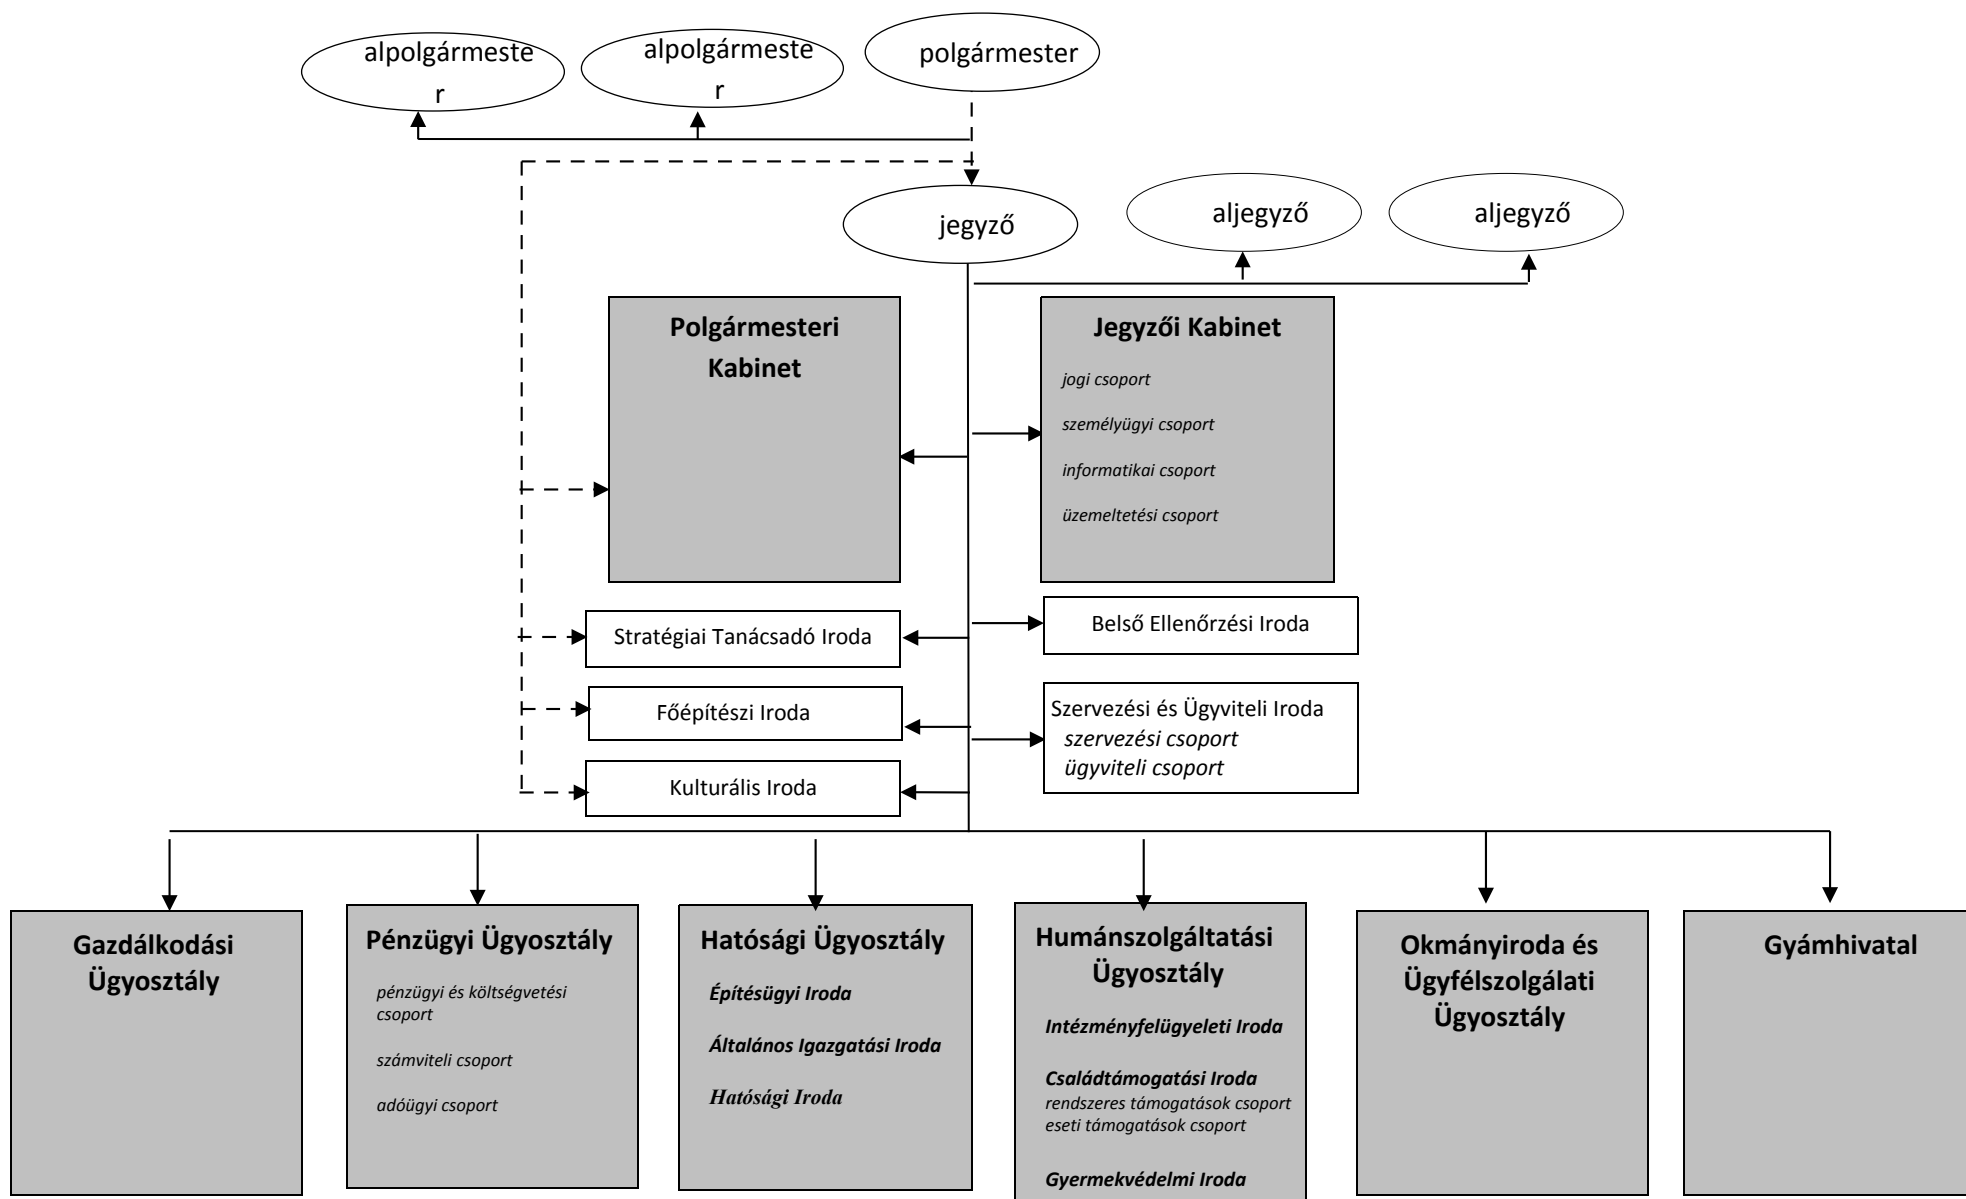 alpolgármeste
r
alpolgármeste
r
polgármester
jegyző
aljegyző
aljegyző
Polgármesteri
Kabinet
Jegyzői Kabinet
jogi csoport
személyügyi csoport
informatikai csoport
üzemeltetési csoport
Stratégiai Tanácsadó Iroda
Belső Ellenőrzési Iroda
Főépítészi Iroda
Szervezési és Ügyviteli Iroda
szervezési csoport
ügyviteli csoport
Kulturális Iroda
Gazdálkodási
Ügyosztály
Pénzügyi Ügyosztály
pénzügyi és költségvetési
csoport
számviteli csoport
adóügyi csoport
Hatósági Ügyosztály
Építésügyi Iroda
Általános Igazgatási Iroda
Hatósági Iroda
Humánszolgáltatási
Ügyosztály
Intézményfelügyeleti Iroda
Családtámogatási Iroda
rendszeres támogatások csoport
eseti támogatások csoport
Gyermekvédelmi Iroda
Okmányiroda és
Ügyfélszolgálati
Ügyosztály
Gyámhivatal